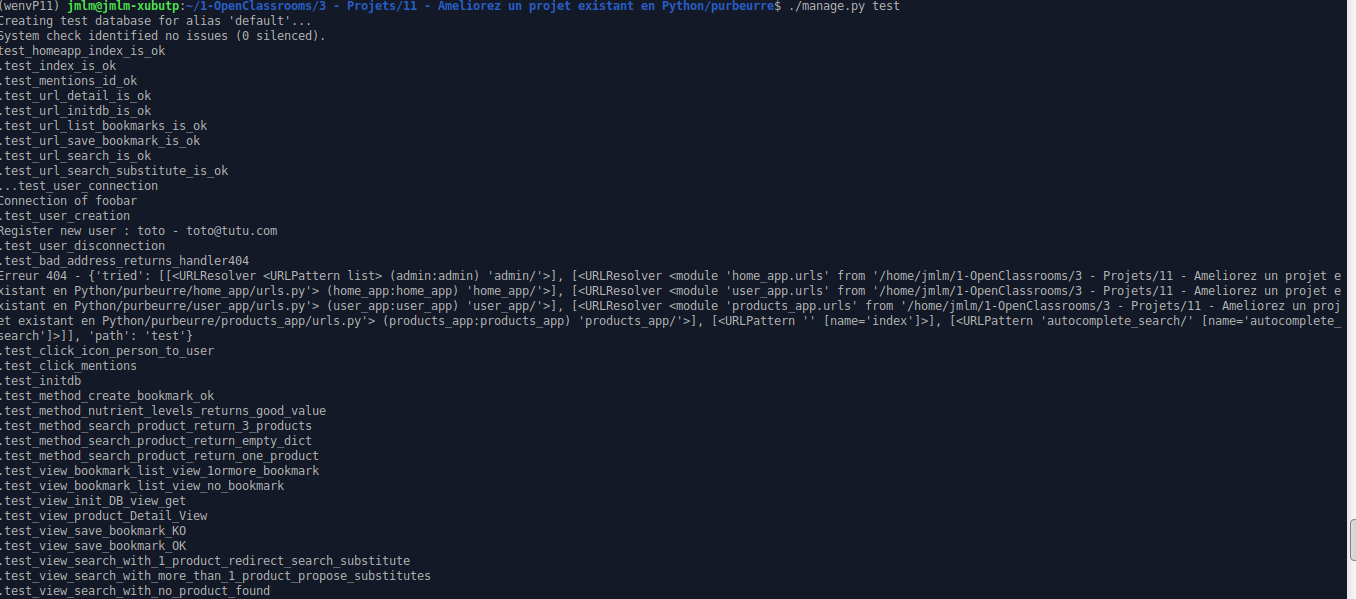 (wenvP11) jmlm@jmlm-xubutp:~/1-OpenClassrooms/3 - Projets/11 - Ameliorez un projet existant en Python/purbeurre$ ./manage.py test
Creating test database for alias 'default'...
System check identified no issues (0 silenced).
test_homeapp_index_is_ok
.test_index_is_ok
.test_mentions_id_ok
.test_url_detail_is_ok
.test_url_initdb_is_ok
.test_url_list_bookmarks_is_ok
.test_url_save_bookmark_is_ok
.test_url_search_is_ok
.test_url_search_substitute_is_ok
...test_user_connection
Connection of foobar
.test_user_creation
Register new user : toto - toto@tutu.com
.test_user_disconnection
.test_bad_address_returns_handler404
Erreur 404 - {'tried': [[<URLResolver <URLPattern list> (admin:admin) 'admin/'>], [<URLResolver <module 'home_app.urls' from '/home/jmlm/1-OpenClassrooms/3 - Projets/11 - Ameliorez un projet e
xistant en Python/purbeurre/home_app/urls.py'> (home_app:home_app) 'home_app/'>], [<URLResolver <module 'user_app.urls' from '/home/jmlm/1-OpenClassrooms/3 - Projets/11 - Ameliorez un projet e
xistant en Python/purbeurre/user_app/urls.py'> (user_app:user_app) 'user_app/'>], [<URLResolver <module 'products_app.urls' from '/home/jmlm/1-OpenClassrooms/3 - Projets/11 - Ameliorez un proj
et existant en Python/purbeurre/products_app/urls.py'> (products_app:products_app) 'products_app/'>], [<URLPattern '' [name='index']>], [<URLPattern 'autocomplete_search/' [name='autocomplete_
search']>]], 'path': 'test'}
.test_click_icon_person_to_user
.test_click_mentions
.test_initdb
.test_method_create_bookmark_ok
.test_method_nutrient_levels_returns_good_value
.test_method_search_product_return_3_products
.test_method_search_product_return_empty_dict
.test_method_search_product_return_one_product
.test_view_bookmark_list_view_1ormore_bookmark
.test_view_bookmark_list_view_no_bookmark
.test_view_init_DB_view_get
.test_view_product_Detail_View
.test_view_save_bookmark_KO
.test_view_save_bookmark_OK
.test_view_search_with_1_product_redirect_search_substitute
.test_view_search_with_more_than_1_product_propose_substitutes
.test_view_search_with_no_product_found